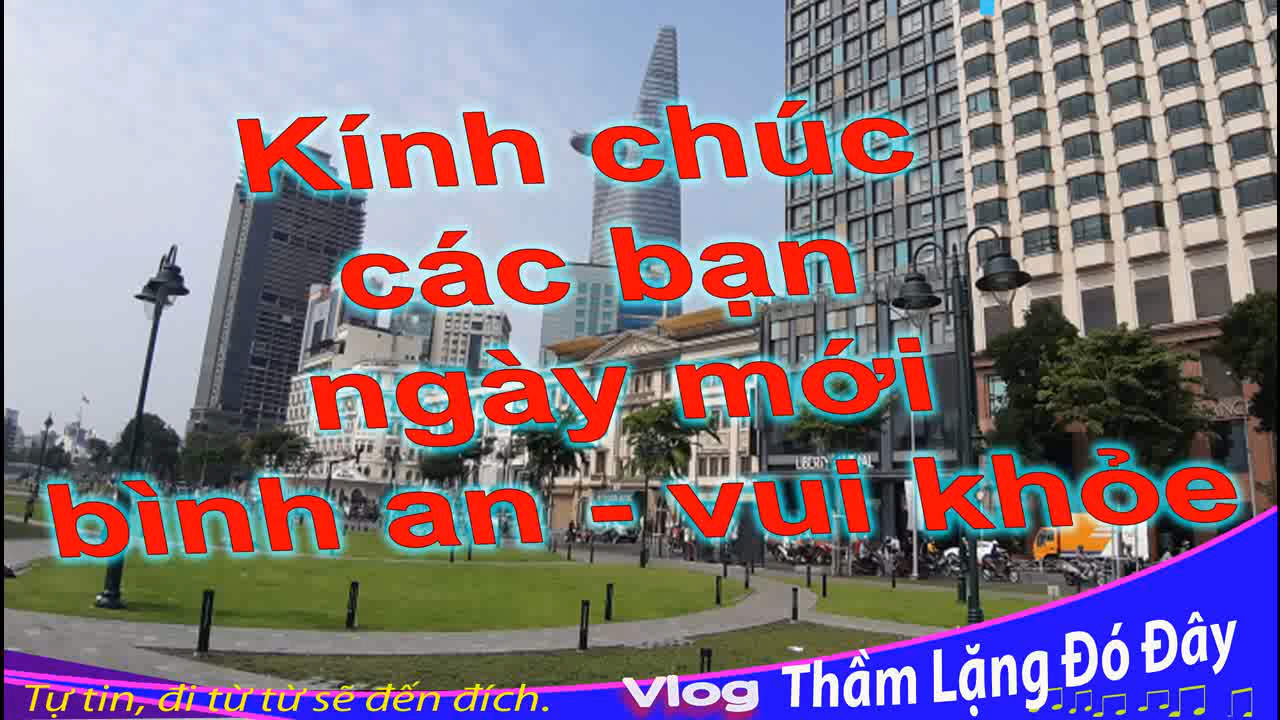 Kính chúc
các bạn
ngày mới
bình an - vui khỏe
Tự tin, đi từ từ sẽ đến đích.
Vlog Thầm Lặng Đó Đây